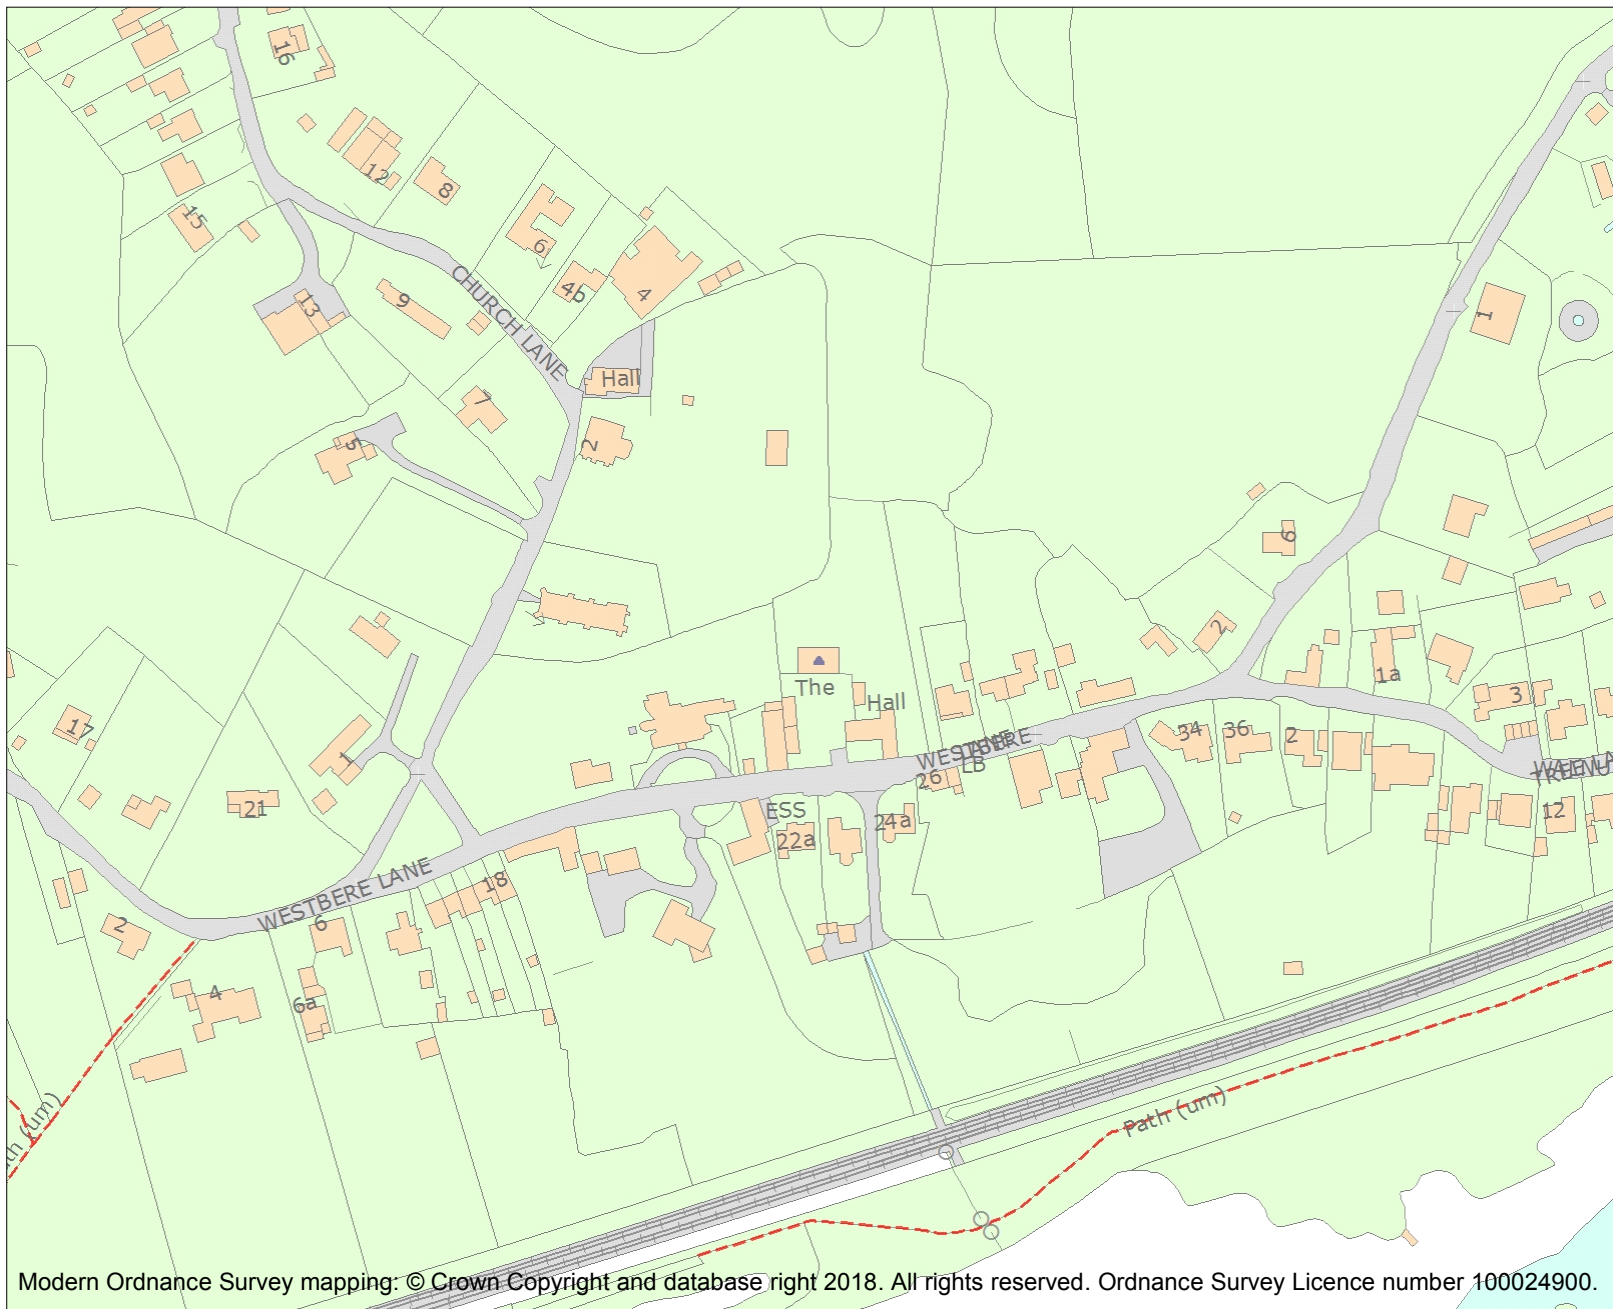 16
12
8
15
6
4b
4
13
9
CHURCH LANE
1
Hall
7
2
5
6
2
The
1a
Hall
3
17
34
36
2
1
WESTBERE
LB
26
21
ESS
22a
24a
12
18
WESTBERE LANE
2
6
4
6a
Path (um)
Modern Ordnance Survey mapping: © Crown Copyright and database right 2018. All rights reserved. Ordnance Survey Licence number 100024900.